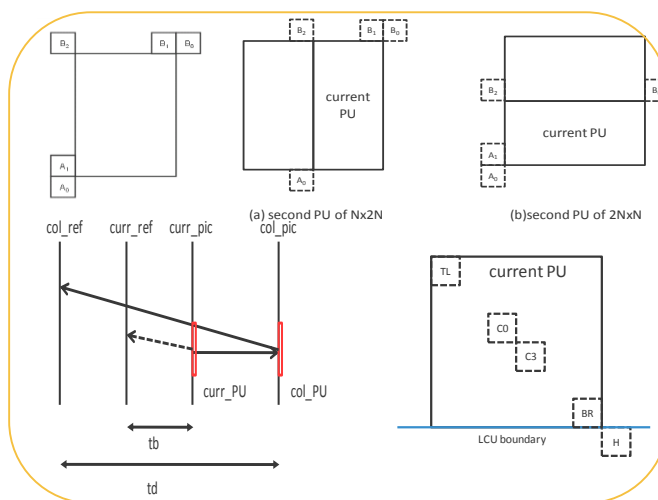 B₂ B₁ B₀
A₁
A₀
B₂ B₁ B₀
current
PU
A₀
(a) second PU of Nx2N
B₂ B
current PU
A₁
A₀
(b)second PU of 2NxN
col_ref curr_ref curr_pic col_pic
curr_PU col_PU
tb
td
TL current PU
C0
C3
BR
LCU boundary H